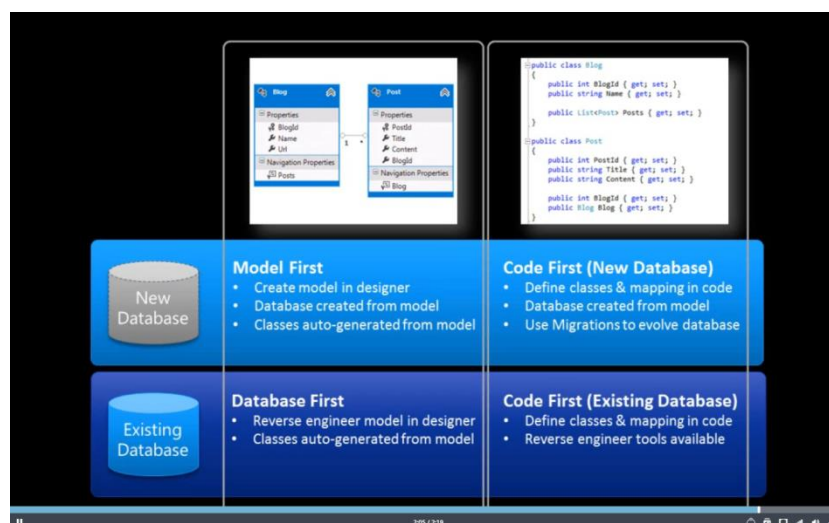 Blog
Properties
BlogId
Name
Url
Navigation Properties
Posts
1
*
Post
Properties
PostId
Title
Content
BlogId
Navigation Properties
Blog
public class Blog
{
public int BlogId { get; set; }
public string Name { get; set; }
public List<Post> Posts { get; set; }
}
public class Post
{
public int PostId { get; set; }
public string Title { get; set; }
public string Content { get; set; }
public int BlogId { get; set; }
public Blog Blog { get; set; }
}
New
Database
Model First
• Create model in designer
• Database created from model
• Classes auto-generated from model
Code First (New Database)
• Define classes & mapping in code
• Database created from model
• Use Migrations to evolve database
Existing
Database
Database First
• Reverse engineer model in designer
• Classes auto-generated from model
Code First (Existing Database)
• Define classes & mapping in code
• Reverse engineer tools available